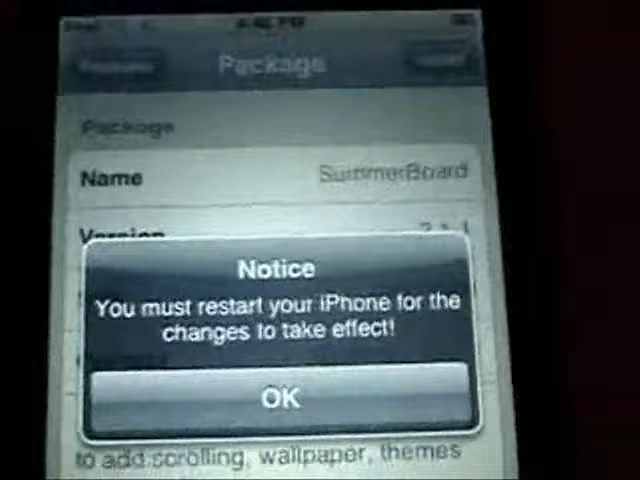 Package
Package
Name SummerBoard
Version
Notice
You must restart your iPhone for the
changes to take effect!
OK
to add scrolling, wallpaper, themes